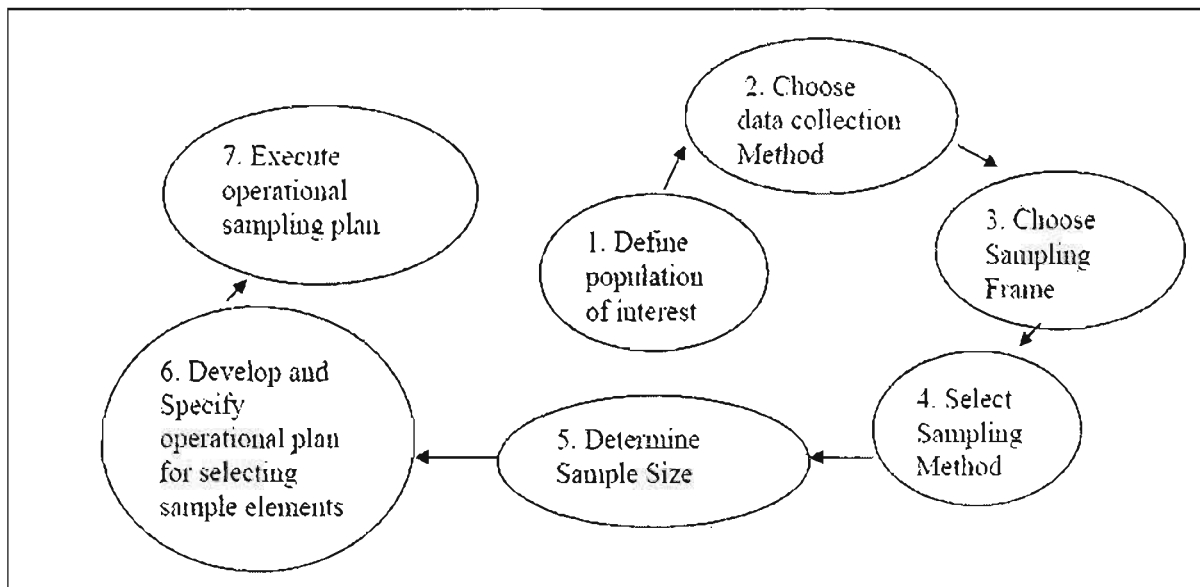 1. Define
population
of interest
2. Choose
data collection
Method
3. Choose
Sampling
Frame
4. Select
Sampling
Method
5. Determine
Sample Size
6. Develop and
Specify
operational plan
for selecting
sample elements
7. Execute
operational
sampling plan